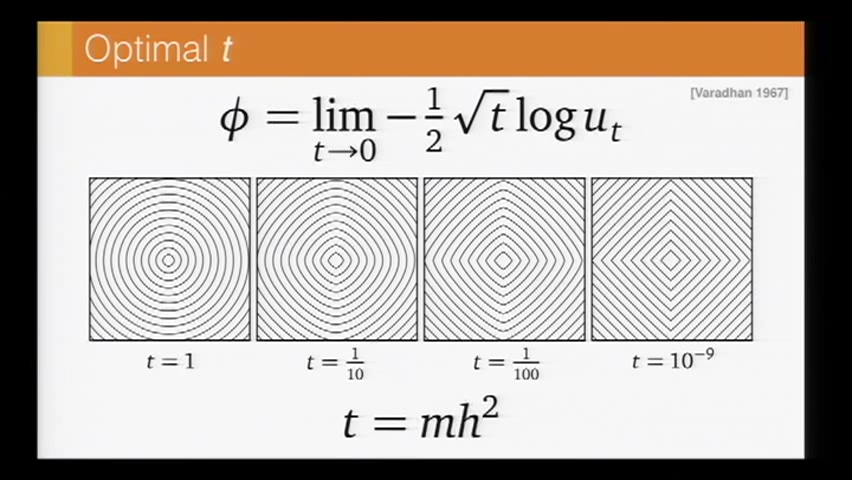 Optimal t
[Varadhan 1967]
ϕ = lim t→0 −1/2 √t log u_t
t = 1
t = 1/10
t = 1/100
t = 10⁻⁹
t = mh²